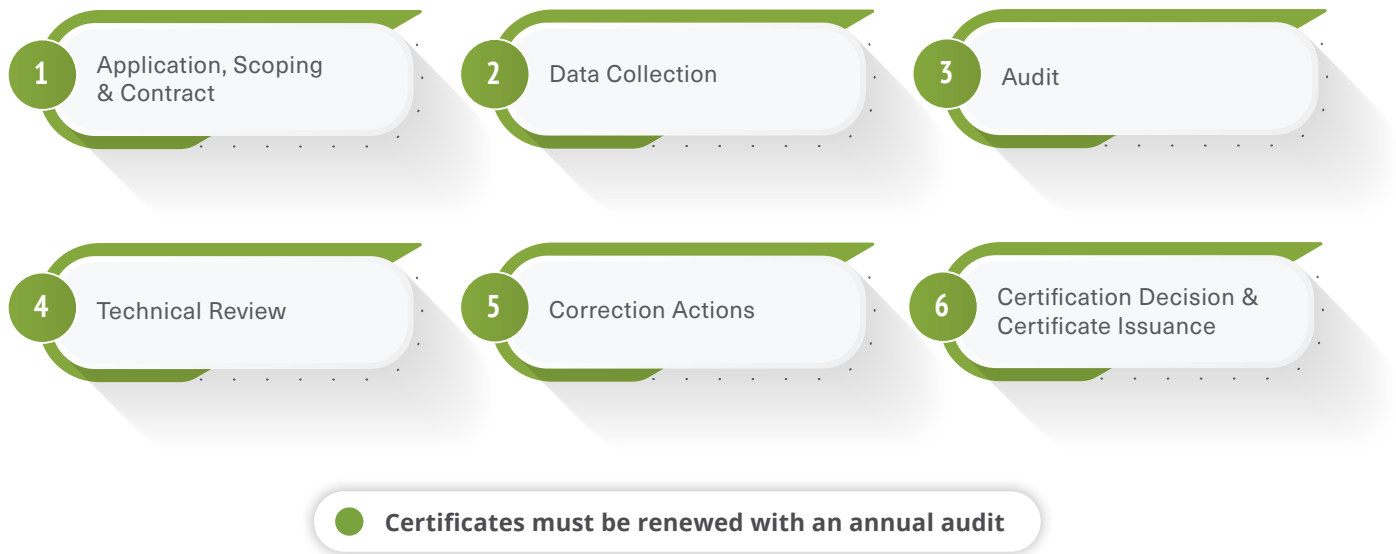 1
Application, Scoping
& Contract
2
Data Collection
3
Audit
4
Technical Review
5
Correction Actions
6
Certification Decision &
Certificate Issuance
Certificates must be renewed with an annual audit